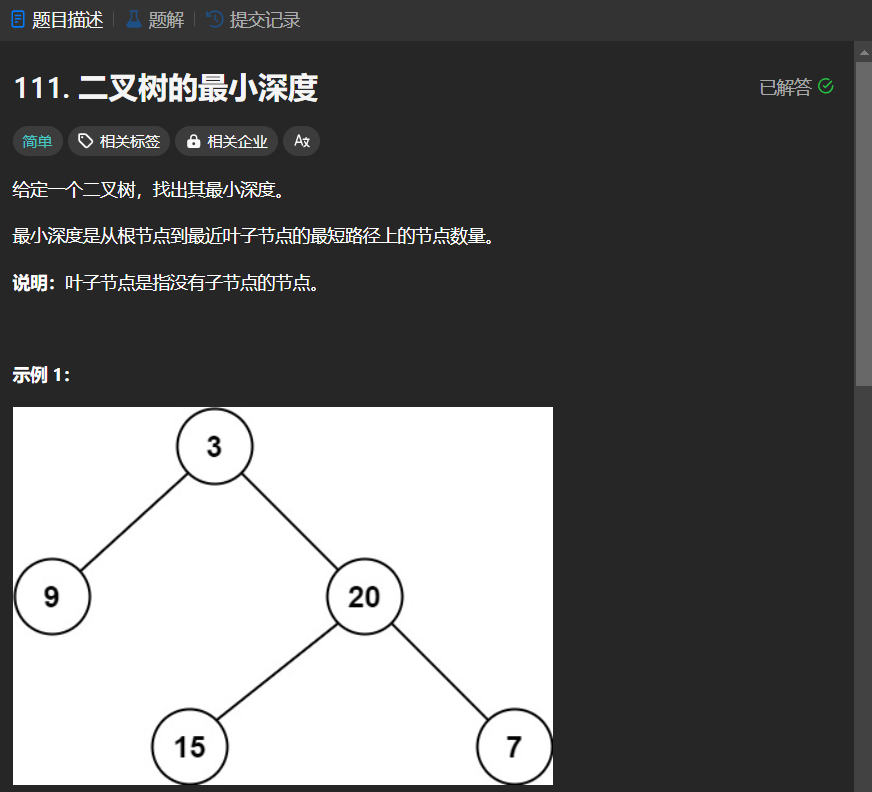 题目描述 题解 提交记录
111. 二叉树的最小深度 已解答
简单 相关标签 相关企业 Ax
给定一个二叉树，找出其最小深度。
最小深度是从根节点到最近叶子节点的最短路径上的节点数量。
说明：叶子节点是指没有子节点的节点。
示例 1：
3
9 20
15 7